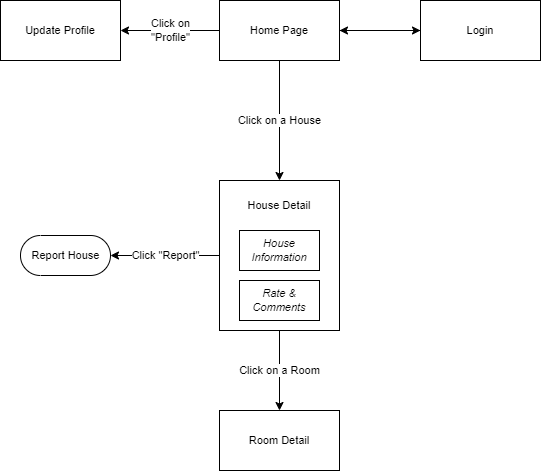 Update Profile
Click on
"Profile"
Home Page
Login
Click on a House
House Detail
House
Information
Report House
Click "Report"
Rate &
Comments
Click on a Room
Room Detail